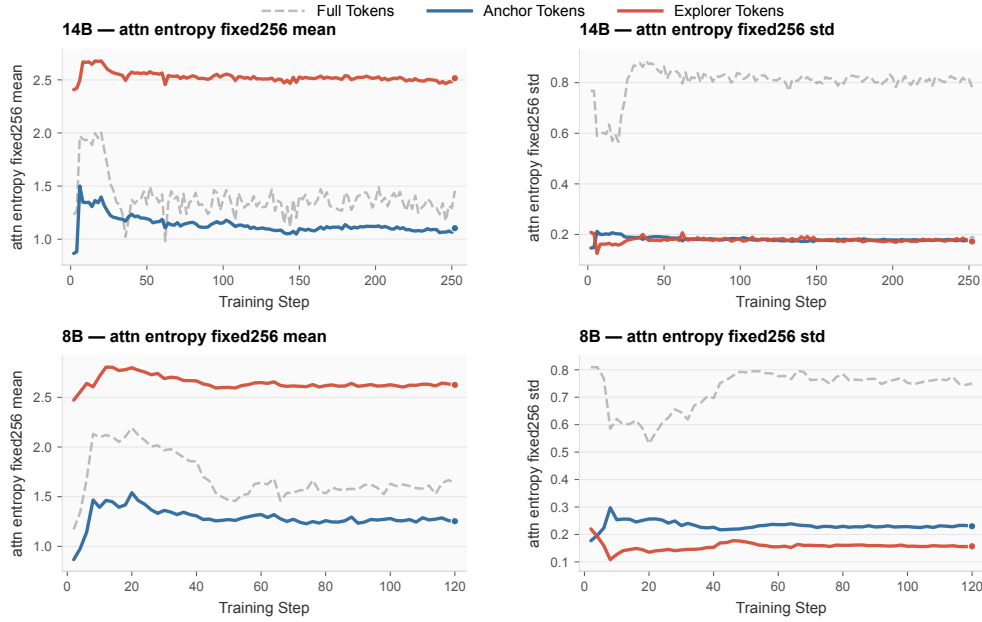 Full Tokens Anchor Tokens Explorer Tokens
14B — attn entropy fixed256 mean
attn entropy fixed256 mean
2.5
2.0
1.5
1.0
0 50 100 150 200 250
Training Step
14B — attn entropy fixed256 std
attn entropy fixed256 std
0.8
0.6
0.4
0.2
0 50 100 150 200 250
Training Step
8B — attn entropy fixed256 mean
attn entropy fixed256 mean
2.5
2.0
1.5
1.0
0 20 40 60 80 100 120
Training Step
8B — attn entropy fixed256 std
attn entropy fixed256 std
0.8
0.7
0.6
0.5
0.4
0.3
0.2
0.1
0 20 40 60 80 100 120
Training Step